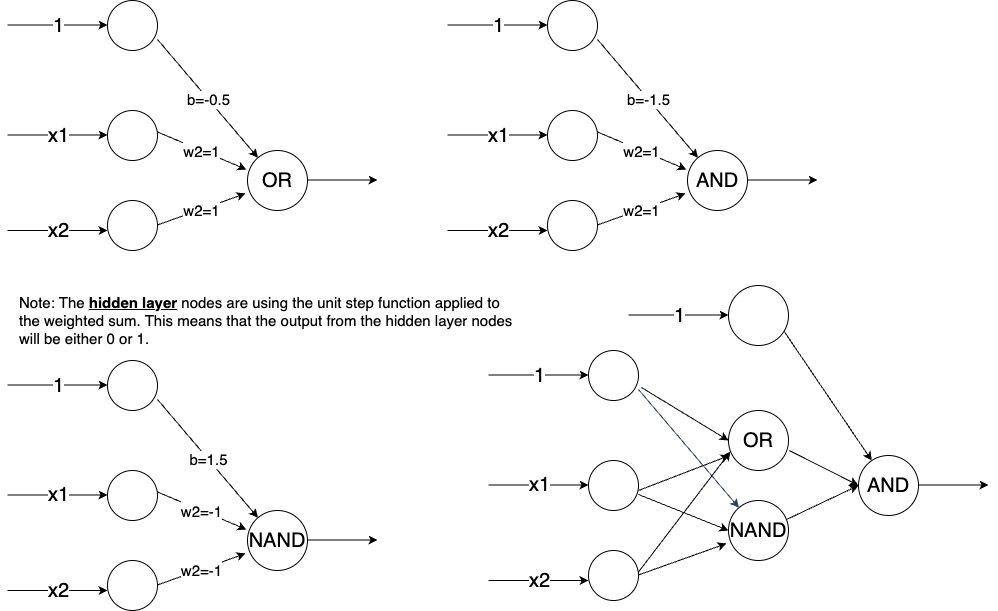 1
b=-0.5
x1
w2=1
OR
w2=1
x2
1
b=-1.5
x1
w2=1
AND
w2=1
x2
Note: The hidden layer nodes are using the unit step function applied to
the weighted sum. This means that the output from the hidden layer nodes
will be either 0 or 1.
1
b=1.5
x1
w2=-1
NAND
w2=-1
x2
1
1
OR
x1
AND
NAND
x2